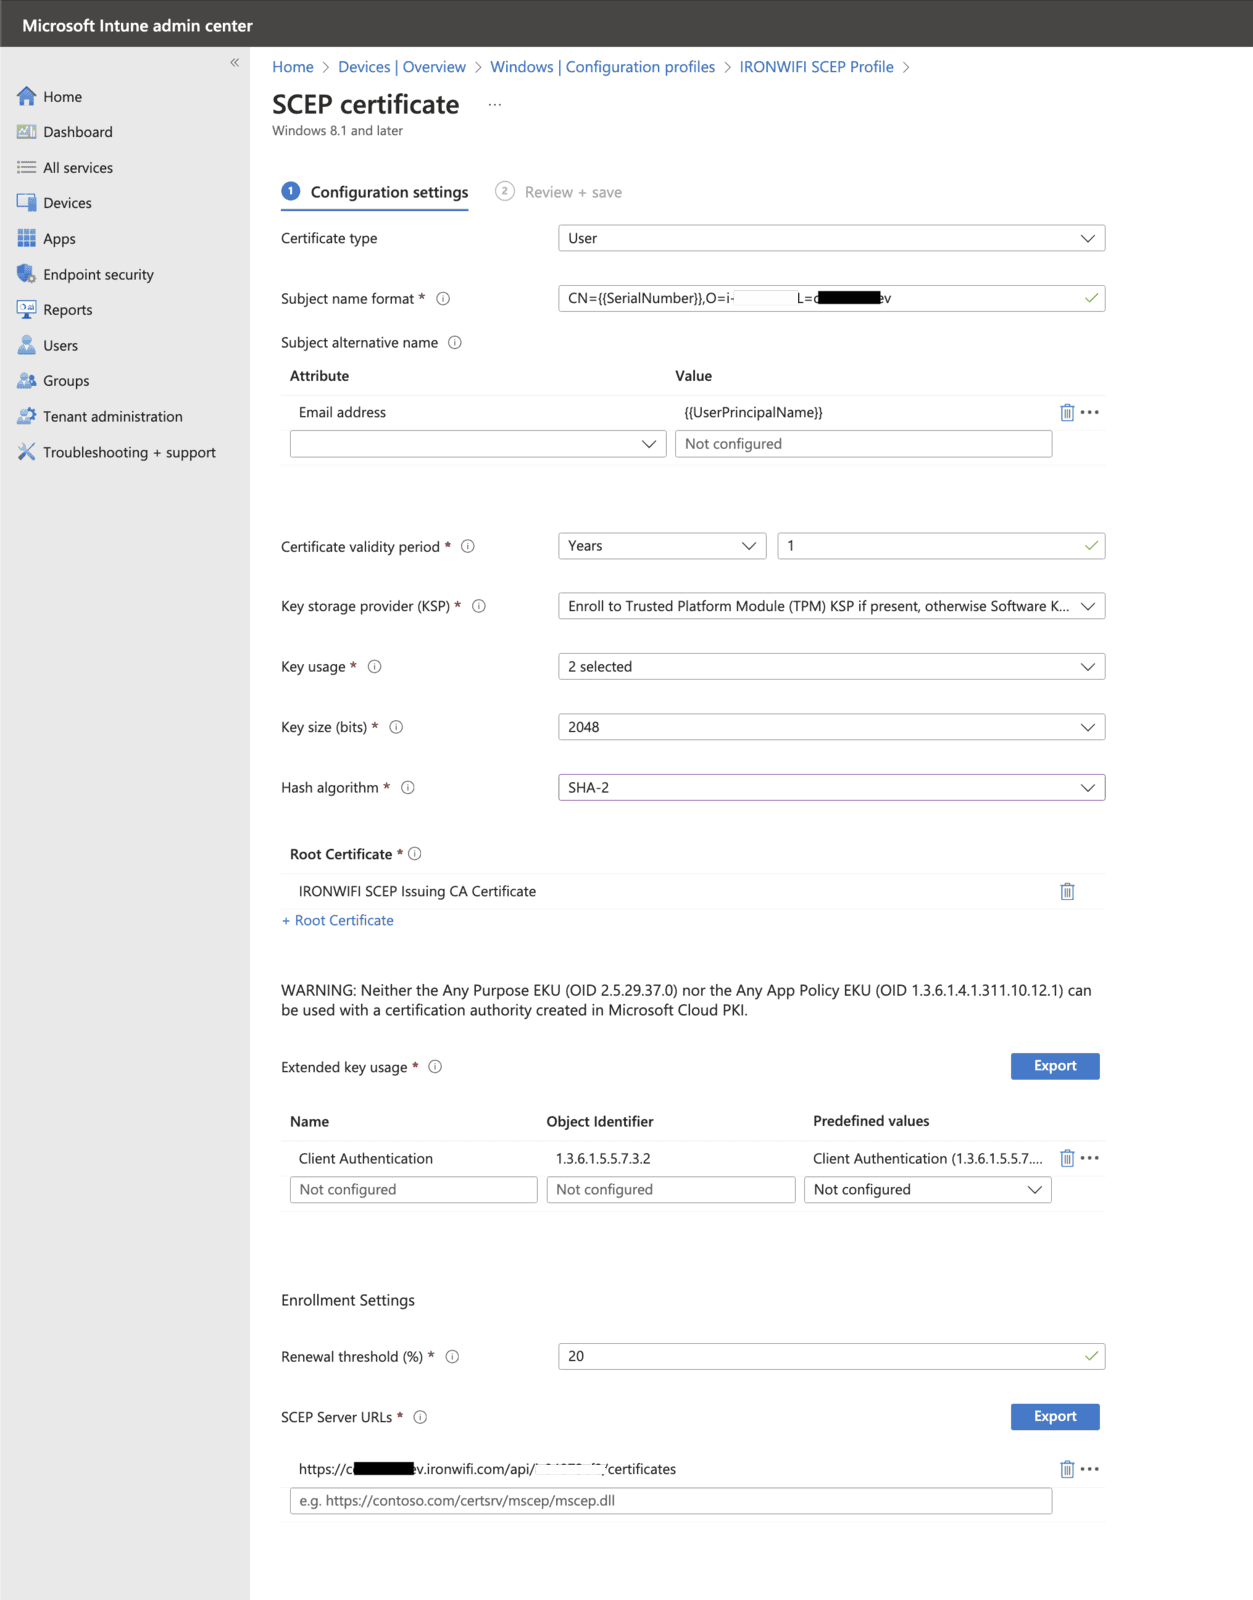 Microsoft Intune admin center
«
Home
Dashboard
All services
Devices
Apps
Endpoint security
Reports
Users
Groups
Tenant administration
Troubleshooting + support
Home > Devices | Overview > Windows | Configuration profiles > IRONWIFI SCEP Profile >
SCEP certificate ...
Windows 8.1 and later
1 Configuration settings 2 Review + save
Certificate type User
Subject name format * CN={{SerialNumber}},O=i- L=c ev
Subject alternative name
Attribute Value
Email address {{UserPrincipalName}}
Not configured
Certificate validity period * Years 1
Key storage provider (KSP) * Enroll to Trusted Platform Module (TPM) KSP if present, otherwise Software K...
Key usage * 2 selected
Key size (bits) * 2048
Hash algorithm * SHA-2
Root Certificate *
IRONWIFI SCEP Issuing CA Certificate
+ Root Certificate
WARNING: Neither the Any Purpose EKU (OID 2.5.29.37.0) nor the Any App Policy EKU (OID 1.3.6.1.4.1.311.10.12.1) can
be used with a certification authority created in Microsoft Cloud PKI.
Extended key usage * Export
Name Object Identifier Predefined values
Client Authentication 1.3.6.1.5.5.7.3.2 Client Authentication (1.3.6.1.5.5.7....
Not configured Not configured Not configured
Enrollment Settings
Renewal threshold (%) * 20
SCEP Server URLs * Export
https://c v.ironwifi.com/api/ /certificates
e.g. https://contoso.com/certsrv/mscep/mscep.dll